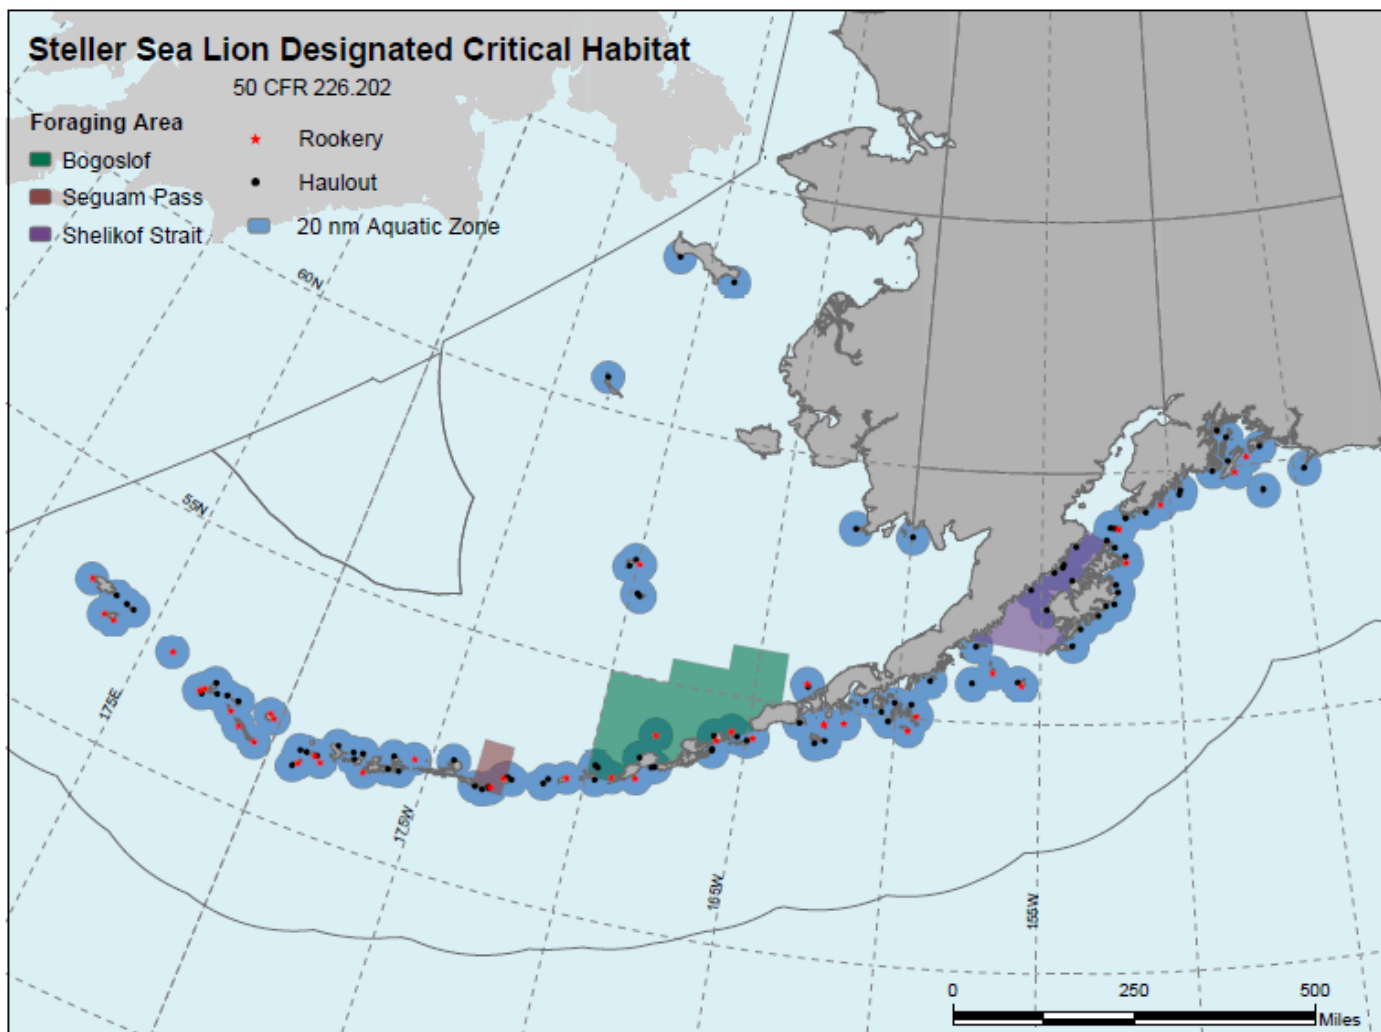 Steller Sea Lion Designated Critical Habitat
50 CFR 226.202
Foraging Area
Bogoslof
Seguam Pass
Shelikof Strait
Rookery
Haulout
20 nm Aquatic Zone
60N
55N
175E
175W
165W
155W
0 250 500
Miles